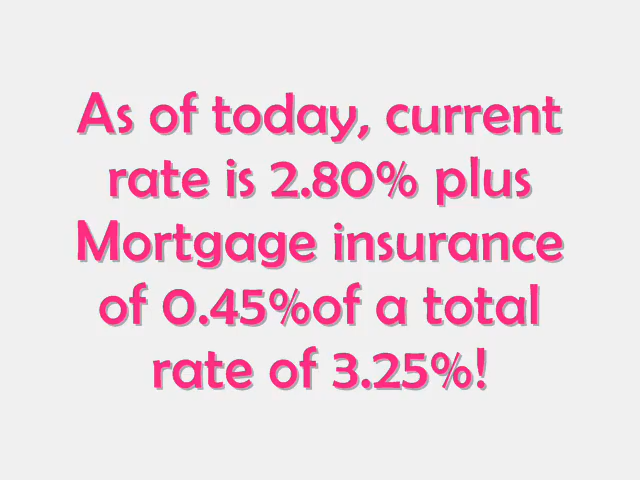 As of today, current
rate is 2.80% plus
Mortgage insurance
of 0.45%of a total
rate of 3.25%!